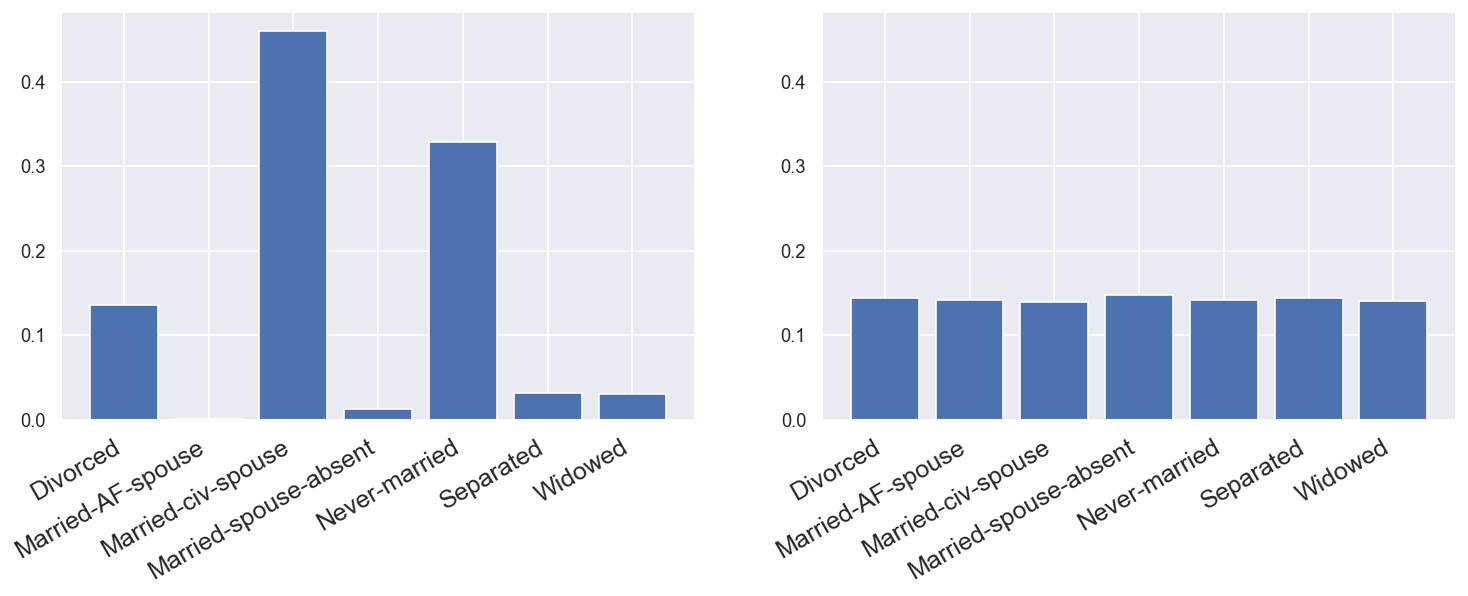 0.4
0.3
0.2
0.1
0.0
Divorced
Married-AF-spouse
Married-civ-spouse
Married-spouse-absent
Never-married
Separated
Widowed
0.4
0.3
0.2
0.1
0.0
Divorced
Married-AF-spouse
Married-civ-spouse
Married-spouse-absent
Never-married
Separated
Widowed